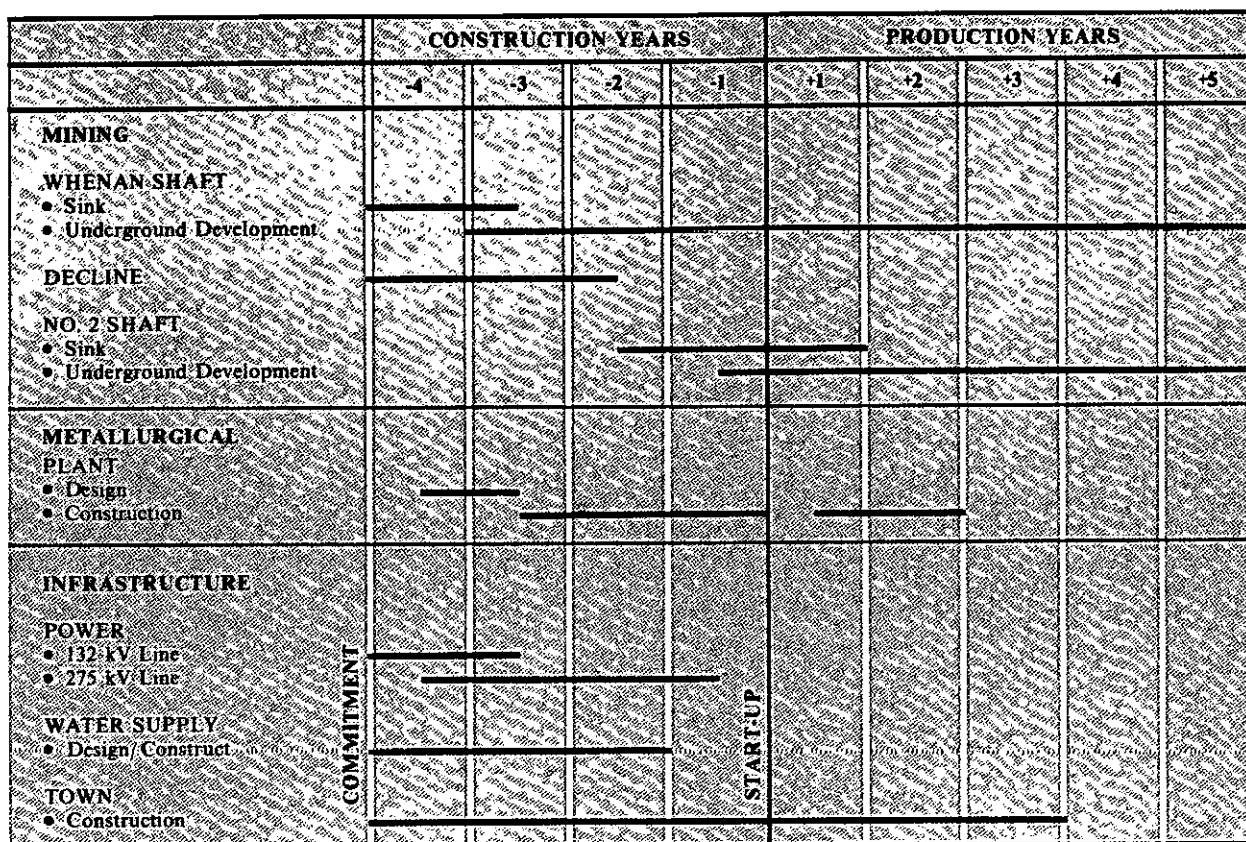 CONSTRUCTION YEARS PRODUCTION YEARS
-4 -3 -2 -1 +1 +2 +3 +4 +5
MINING
WHENAN SHAFT
• Sink
• Underground Development
DECLINE
NO. 2 SHAFT
• Sink
• Underground Development
METALLURGICAL
PLANT
• Design
• Construction
INFRASTRUCTURE
POWER
• 132 kV Line
• 275 kV Line
WATER SUPPLY
• Design/Construct
TOWN
• Construction
COMMITMENT
START-UP